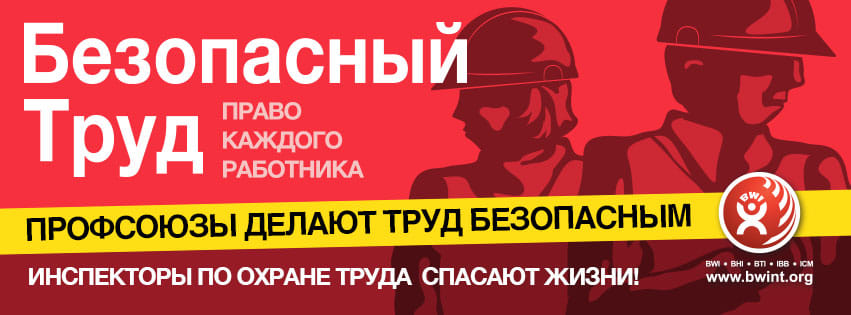 Безопасный
Труд
ПРАВО
КАЖДОГО
РАБОТНИКА
ПРОФСОЮЗЫ ДЕЛАЮТ ТРУД БЕЗОПАСНЫМ
BWI
ИНСПЕКТОРЫ ПО ОХРАНЕ ТРУДА СПАСАЮТ ЖИЗНИ!
BWI • BHI • BTI • IBB • ICM
www.bwint.org